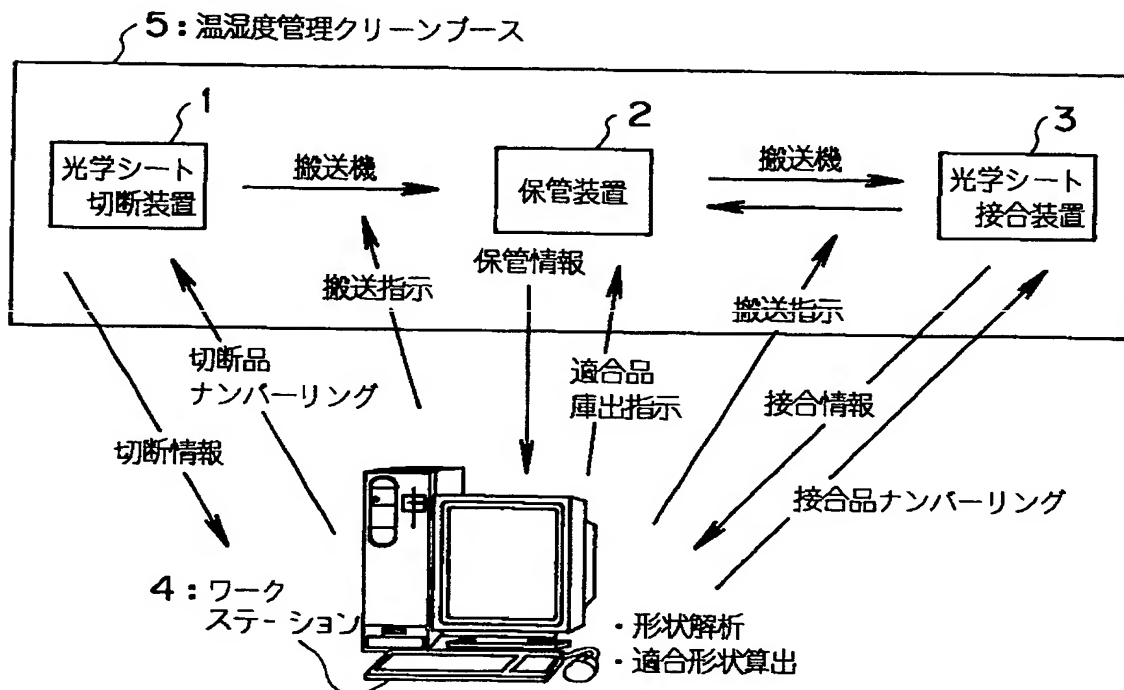 5：温湿度管理クリーンブース
1
光学シート
切断装置
搬送機
2
保管装置
搬送機
3
光学シート
接合装置
保管情報
搬送指示
搬送指示
切断品
ナンバーリング
適合品
庫出指示
接合情報
切断情報
接合品ナンバーリング
4：ワーク
ステーション
・形状解析
・適合形状算出